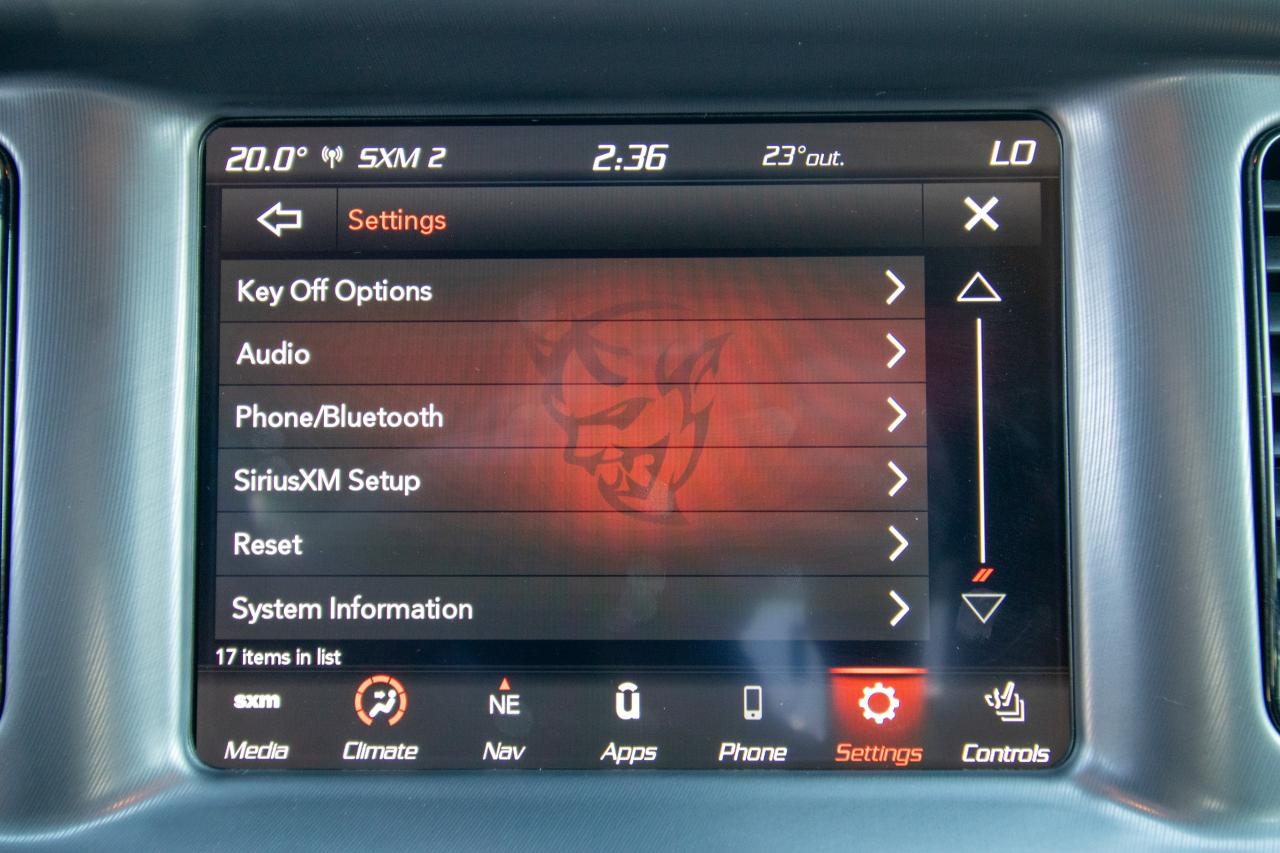 20.0° SXM 2 2:36 23°out. LO
Settings
Key Off Options
Audio
Phone/Bluetooth
SiriusXM Setup
Reset
System Information
17 items in list
sxm NE ū
Media Climate Nav Apps Phone Settings Controls